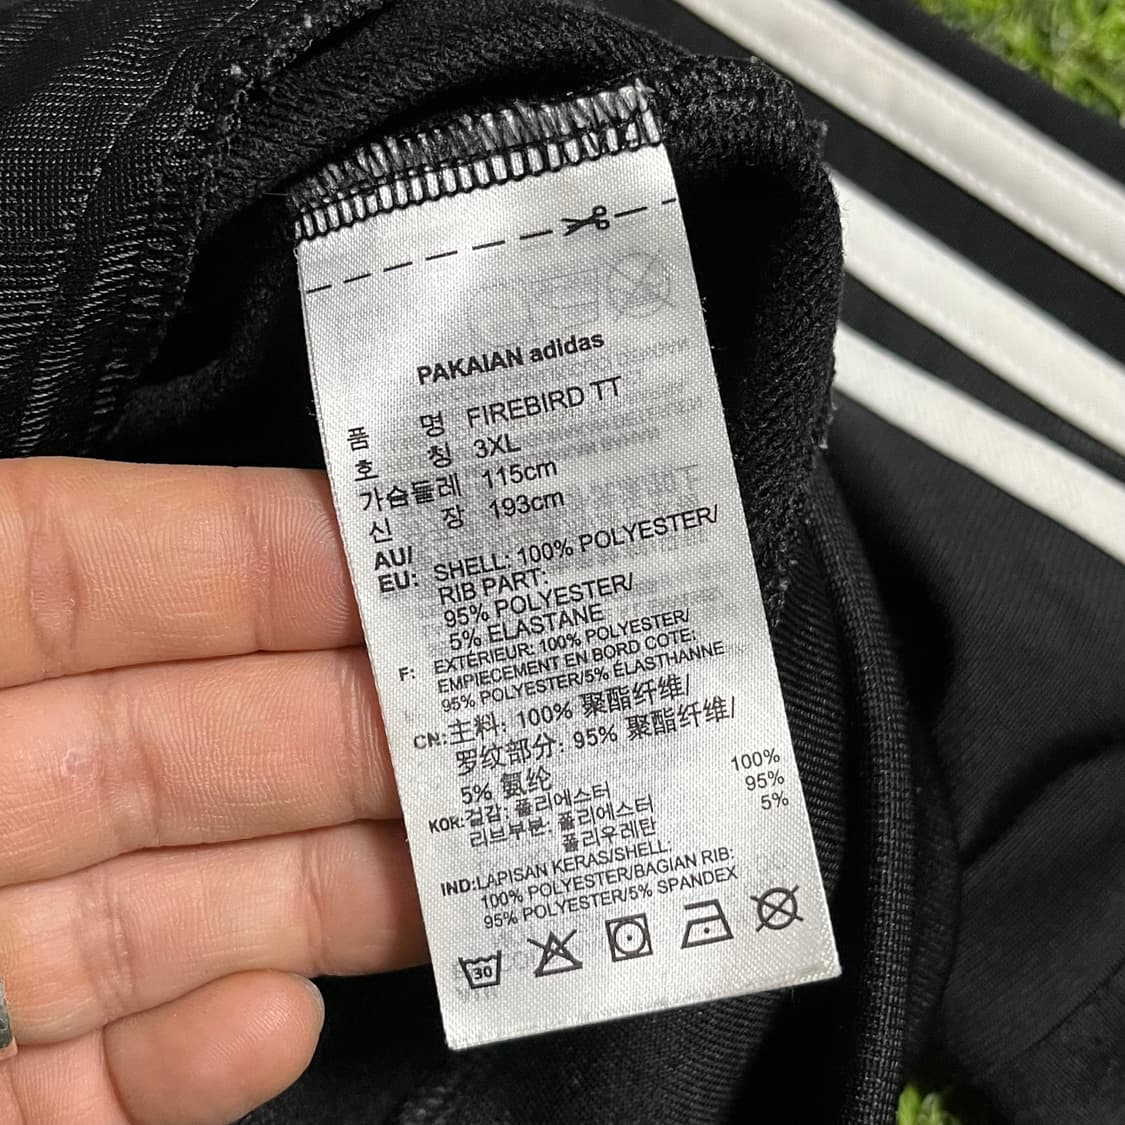 PAKAIAN adidas
품 명 FIREBIRD TT
호 칭 3XL
가슴둘레 115cm
신 장 193cm
AU/
EU: SHELL: 100% POLYESTER/
RIB PART:
95% POLYESTER/
5% ELASTANE
F: EXTÉRIEUR: 100% POLYESTER/
EMPIECEMENT EN BORD COTE:
95% POLYESTER/5% ÉLASTHANNE
CN: 主料: 100% 聚酯纤维/
罗纹部分: 95% 聚酯纤维/
5% 氨纶
KOR: 겉감: 폴리에스터 100%
리브부분: 폴리에스터 95%
폴리우레탄 5%
IND: LAPISAN KERAS/SHELL:
100% POLYESTER/BAGIAN RIB:
95% POLYESTER/5% SPANDEX
30